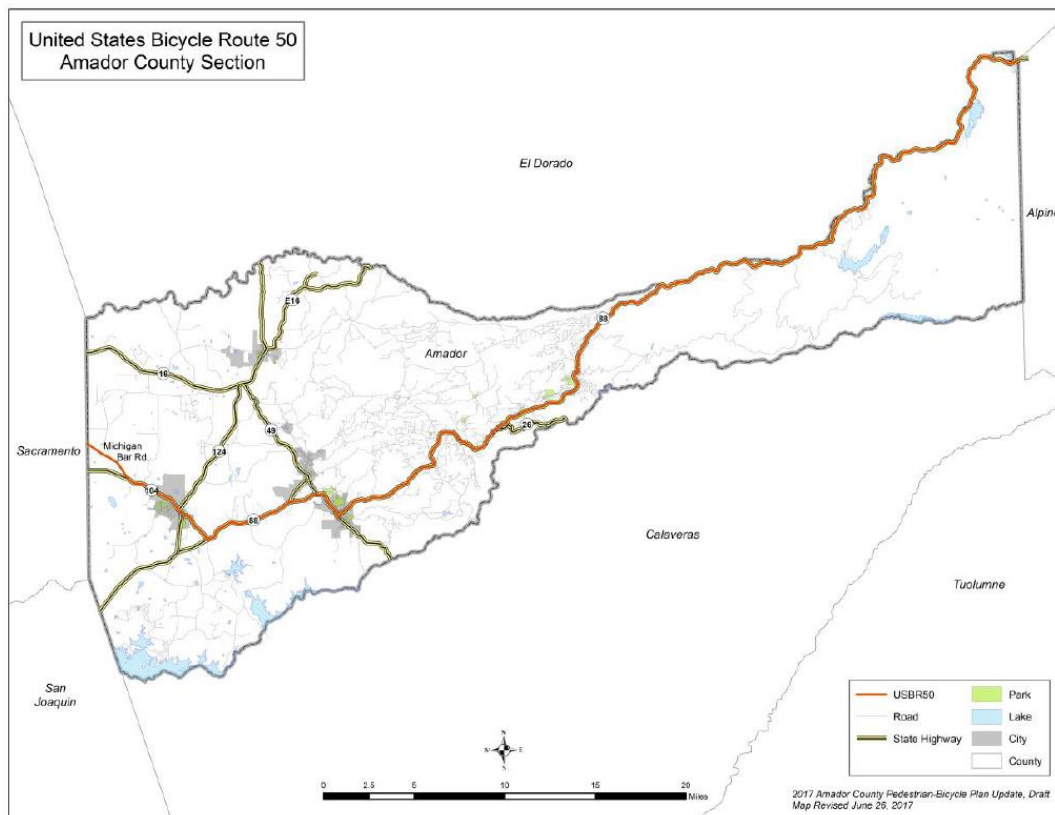 United States Bicycle Route 50
Amador County Section
El Dorado
Alpine
E16
88
Amador
16
Sacramento
Michigan
Bar Rd.
49
26
124
104
88
Calaveras
Tuolumne
San
Joaquin
USBR50
Road
State Highway
Park
Lake
City
County
N
W E
S
0 2.5 5 10 15 20
Miles
2017 Amador County Pedestrian-Bicycle Plan Update, Draft
Map Revised June 26, 2017